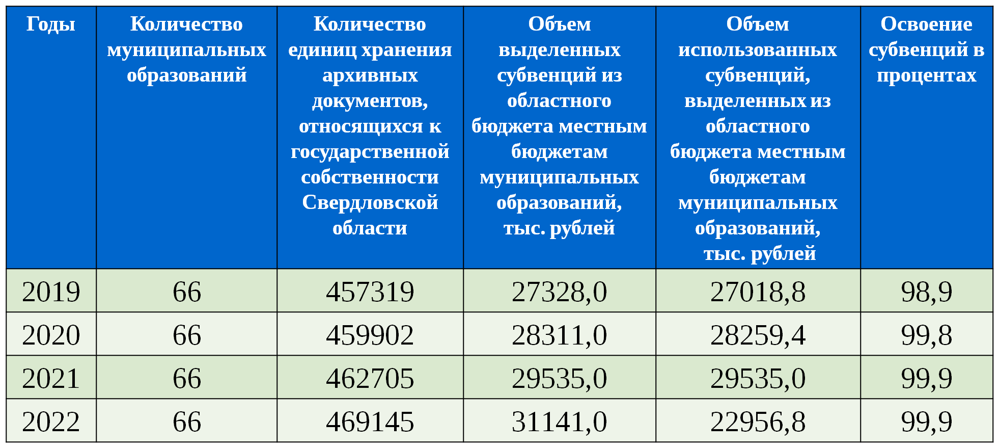 Годы
Количество
муниципальных
образований
Количество
единиц хранения
архивных
документов,
относящихся к
государственной
собственности
Свердловской
области
Объем
выделенных
субвенций из
областного
бюджета местным
бюджетам
муниципальных
образований,
тыс. рублей
Объем
использованных
субвенций,
выделенных из
областного
бюджета местным
бюджетам
муниципальных
образований,
тыс. рублей
Освоение
субвенций в
процентах
2019 66 457319 27328,0 27018,8 98,9
2020 66 459902 28311,0 28259,4 99,8
2021 66 462705 29535,0 29535,0 99,9
2022 66 469145 31141,0 22956,8 99,9